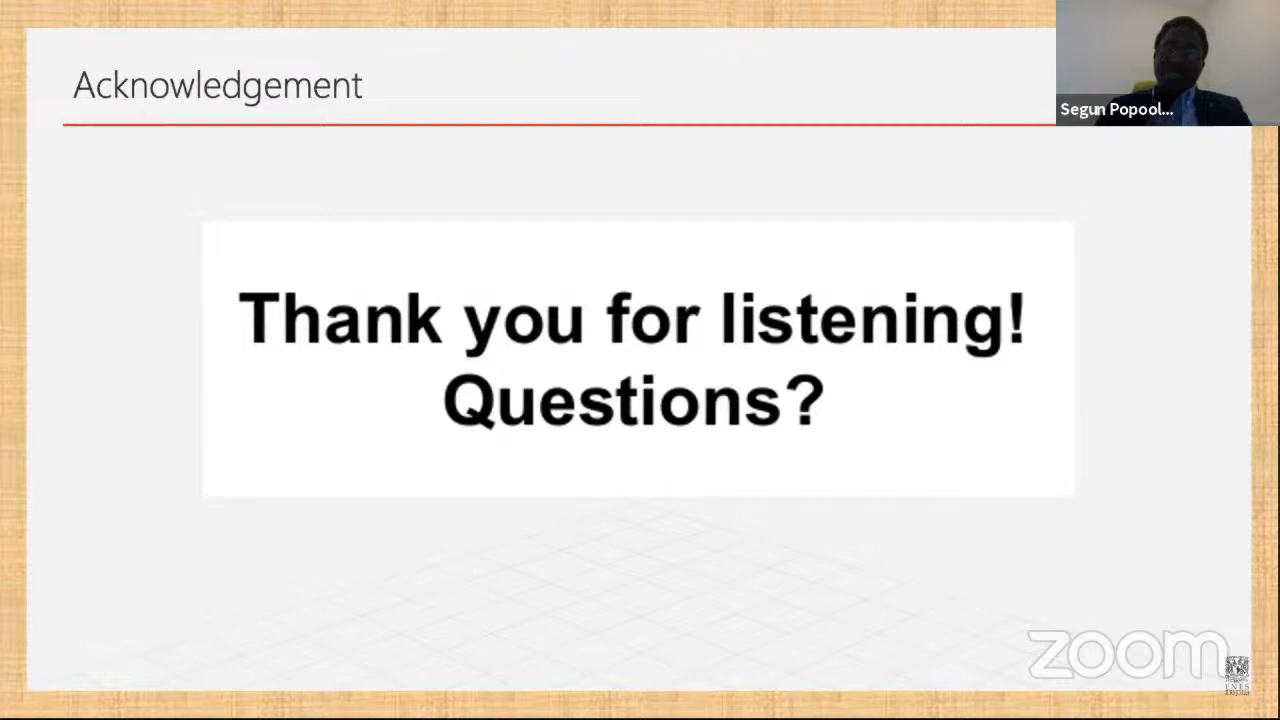 Acknowledgement
Segun Popool...
Thank you for listening!
Questions?
zoom